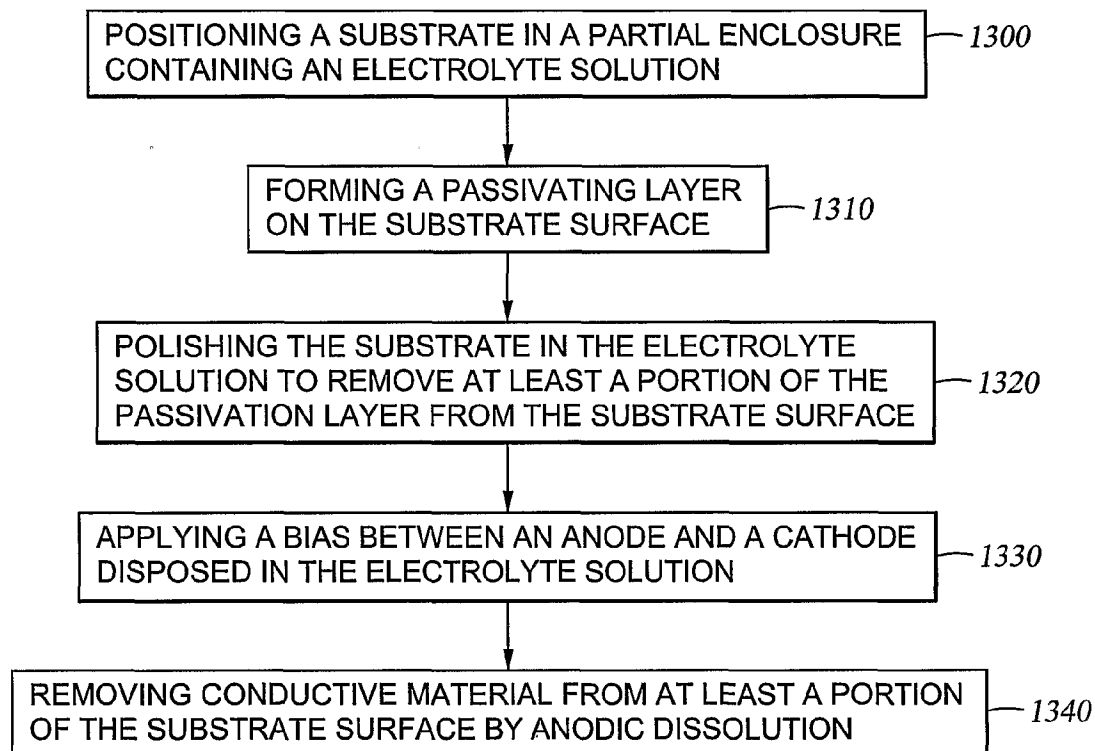 POSITIONING A SUBSTRATE IN A PARTIAL ENCLOSURE
CONTAINING AN ELECTROLYTE SOLUTION
1300
FORMING A PASSIVATING LAYER
ON THE SUBSTRATE SURFACE
1310
POLISHING THE SUBSTRATE IN THE ELECTROLYTE
SOLUTION TO REMOVE AT LEAST A PORTION OF THE
PASSIVATION LAYER FROM THE SUBSTRATE SURFACE
1320
APPLYING A BIAS BETWEEN AN ANODE AND A CATHODE
DISPOSED IN THE ELECTROLYTE SOLUTION
1330
REMOVING CONDUCTIVE MATERIAL FROM AT LEAST A PORTION
OF THE SUBSTRATE SURFACE BY ANODIC DISSOLUTION
1340